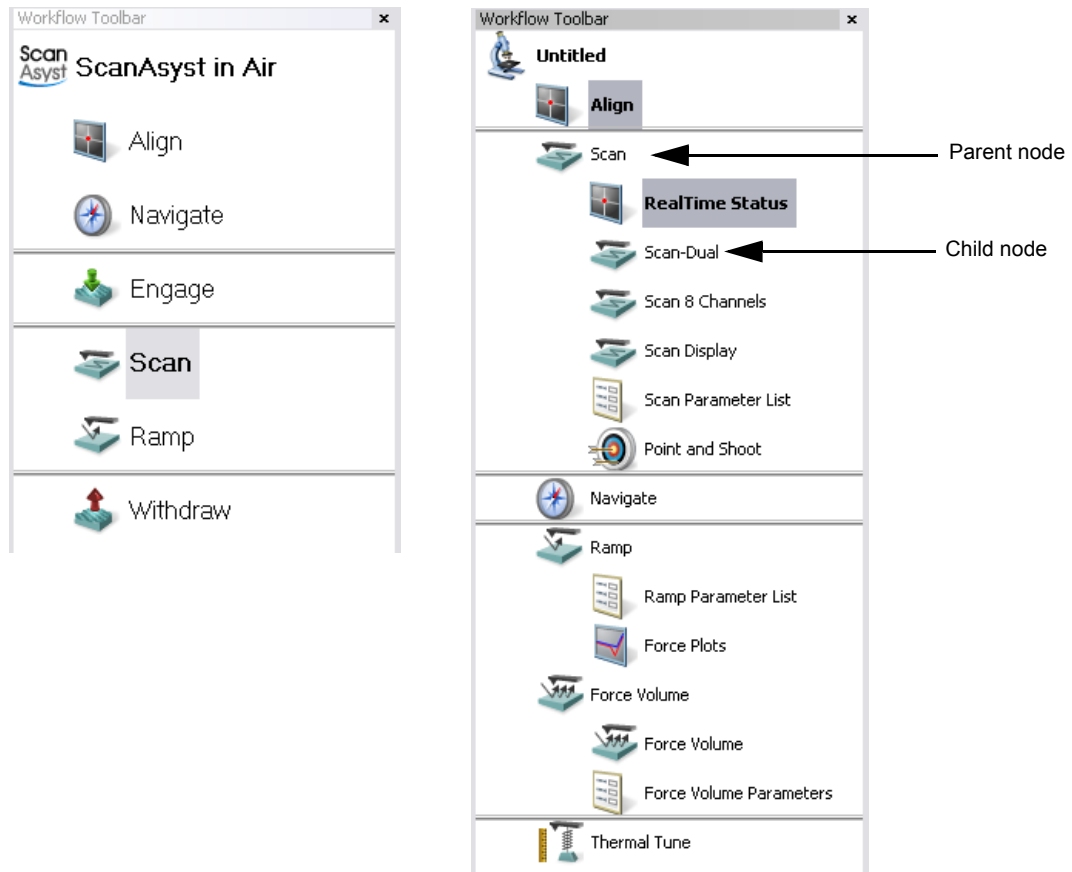 Workflow Toolbar ×
Scan
Asyst
ScanAsyst in Air
Align
Navigate
Engage
Scan
Ramp
Withdraw
Workflow Toolbar ×
Untitled
Align
Scan
Parent node
RealTime Status
Scan-Dual
Child node
Scan 8 Channels
Scan Display
Scan Parameter List
Point and Shoot
Navigate
Ramp
Ramp Parameter List
Force Plots
Force Volume
Force Volume
Force Volume Parameters
Thermal Tune